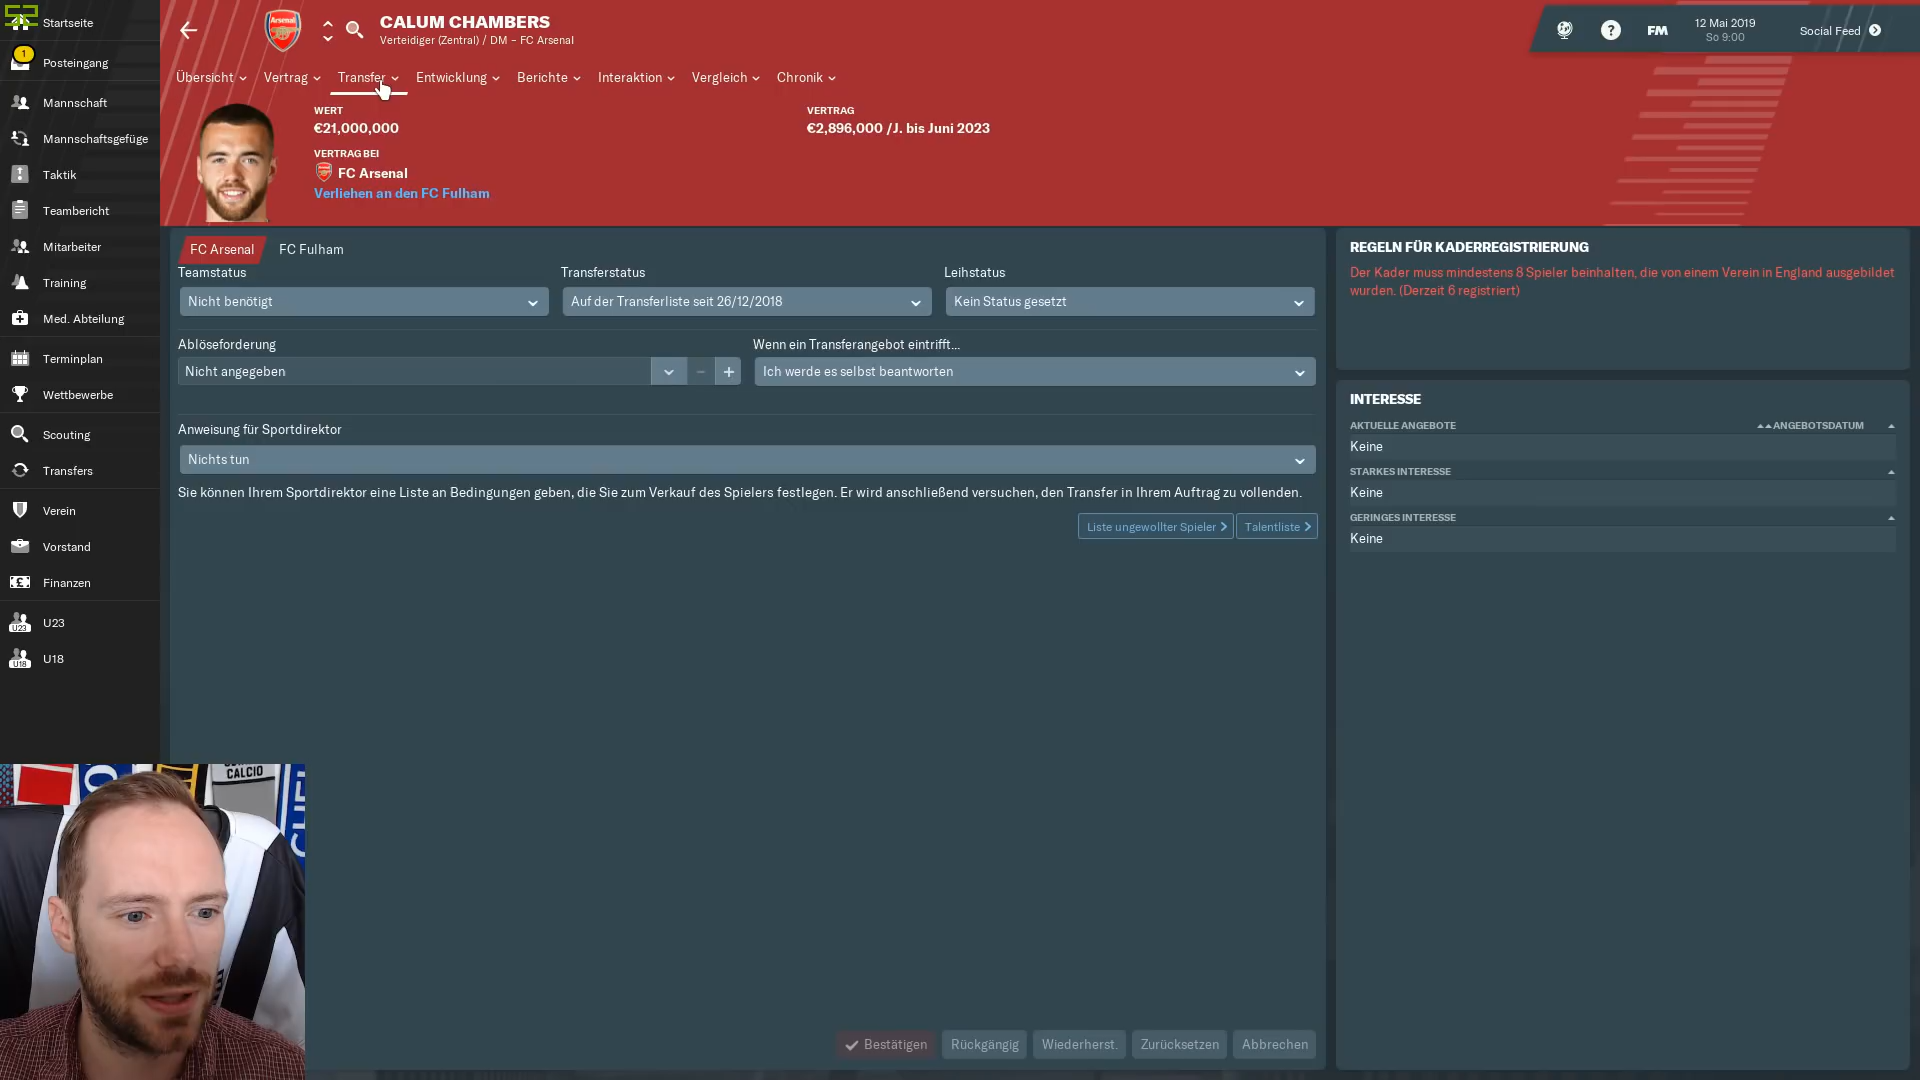 Startseite
1
Posteingang
Mannschaft
Mannschaftsgefüge
Taktik
Teambericht
Mitarbeiter
Training
Med. Abteilung
Terminplan
Wettbewerbe
Scouting
Transfers
Verein
Vorstand
Finanzen
U23
U23
U18
U18
Arsenal
CALUM CHAMBERS
Verteidiger (Zentral) / DM – FC Arsenal
?
FM
12 Mai 2019
So 9:00
Social Feed
Übersicht
Vertrag
Transfer
Entwicklung
Berichte
Interaktion
Vergleich
Chronik
WERT
€21,000,000
VERTRAG BEI
FC Arsenal
Verliehen an den FC Fulham
VERTRAG
€2,896,000 /J. bis Juni 2023
FC Arsenal
FC Fulham
Teamstatus
Transferstatus
Leihstatus
Nicht benötigt
Auf der Transferliste seit 26/12/2018
Kein Status gesetzt
Ablöseforderung
Wenn ein Transferangebot eintrifft...
Nicht angegeben
Ich werde es selbst beantworten
Anweisung für Sportdirektor
Nichts tun
Sie können Ihrem Sportdirektor eine Liste an Bedingungen geben, die Sie zum Verkauf des Spielers festlegen. Er wird anschließend versuchen, den Transfer in Ihrem Auftrag zu vollenden.
Liste ungewollter Spieler
Talentliste
Bestätigen
Rückgängig
Wiederherst.
Zurücksetzen
Abbrechen
REGELN FÜR KADERREGISTRIERUNG
Der Kader muss mindestens 8 Spieler beinhalten, die von einem Verein in England ausgebildet
wurden. (Derzeit 6 registriert)
INTERESSE
AKTUELLE ANGEBOTE
ANGEBOTSDATUM
Keine
STARKES INTERESSE
Keine
GERINGES INTERESSE
Keine
CALCIO